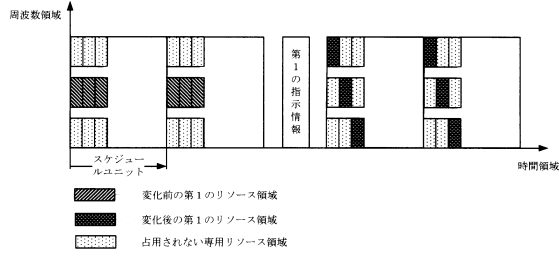 周波数領域
第1の指示情報
スケジュー
ルユニット
時間領域
変化前の第1のリソース領域
変化後の第1のリソース領域
占用されない専用リソース領域